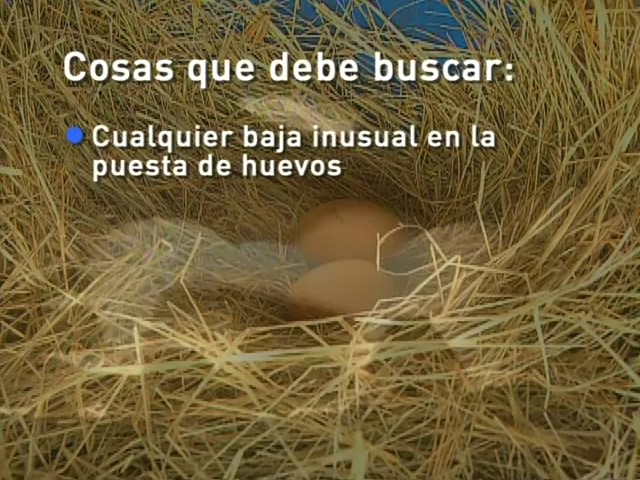 Cosas que debe buscar:
Cualquier baja inusual en la
puesta de huevos